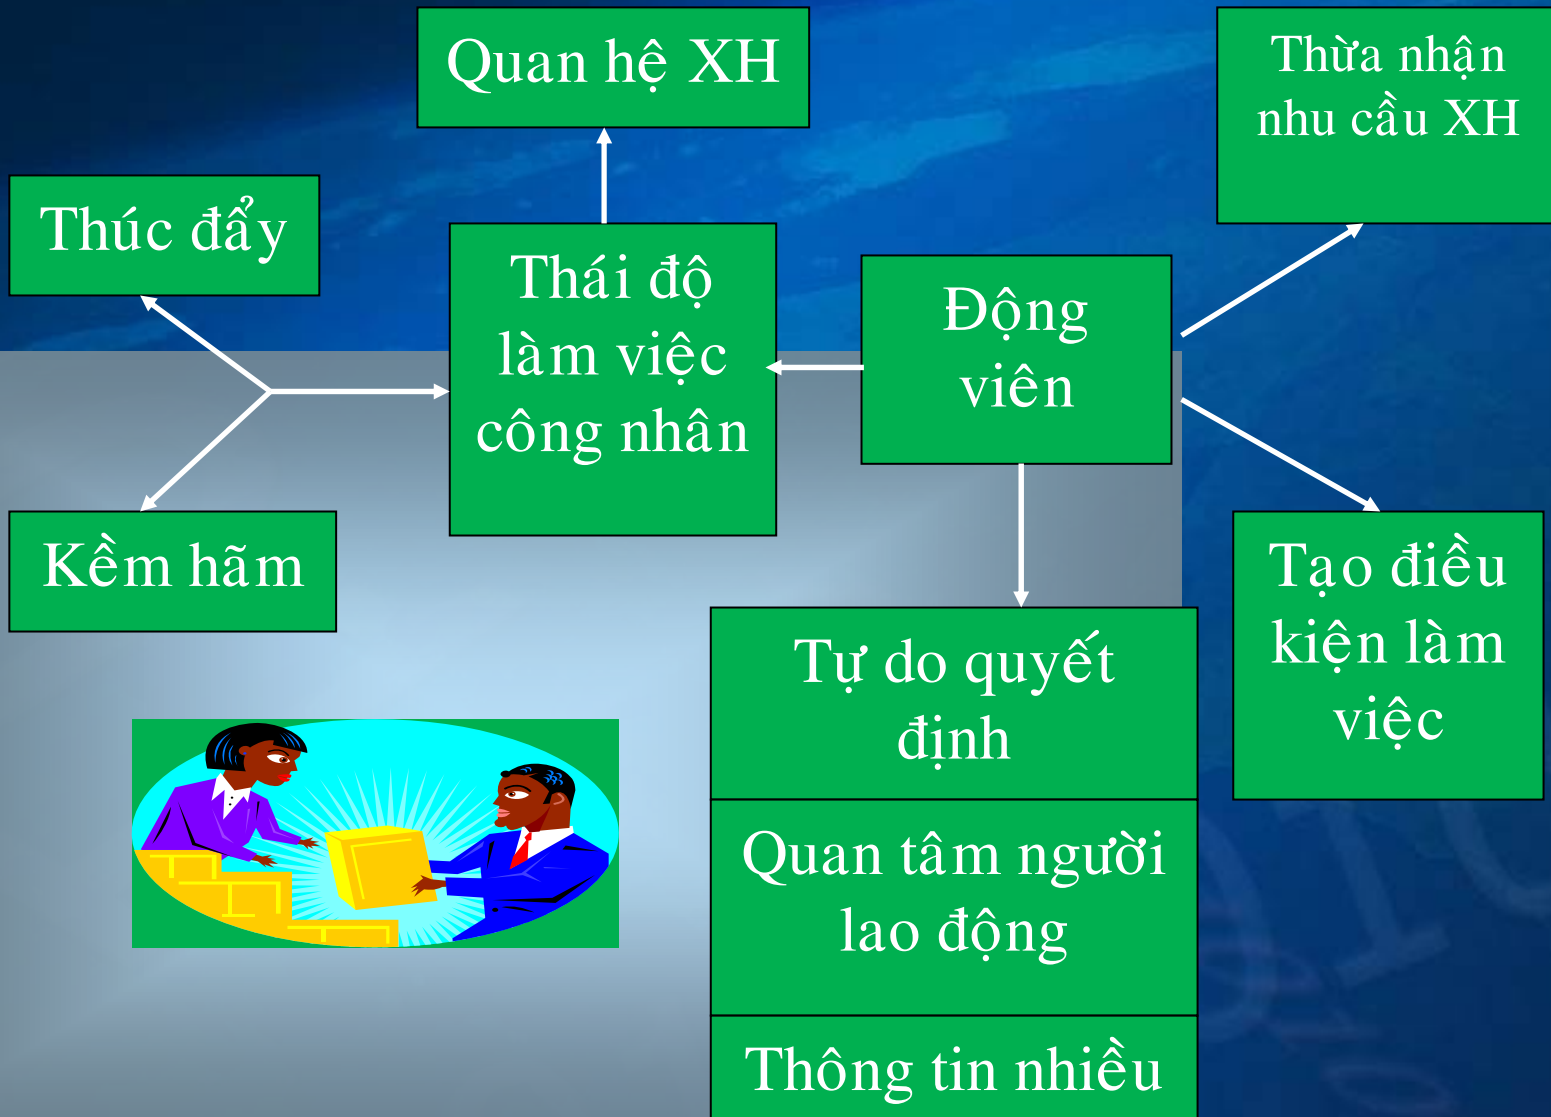 Quan hệ XH
Thừa nhận
nhu cầu XH
Thúc đẩy
Thái độ
làm việc
công nhân
Động
viên
Kềm hãm
Tạo điều
kiện làm
việc
Tự do quyết
định
Quan tâm người
lao động
Thông tin nhiều